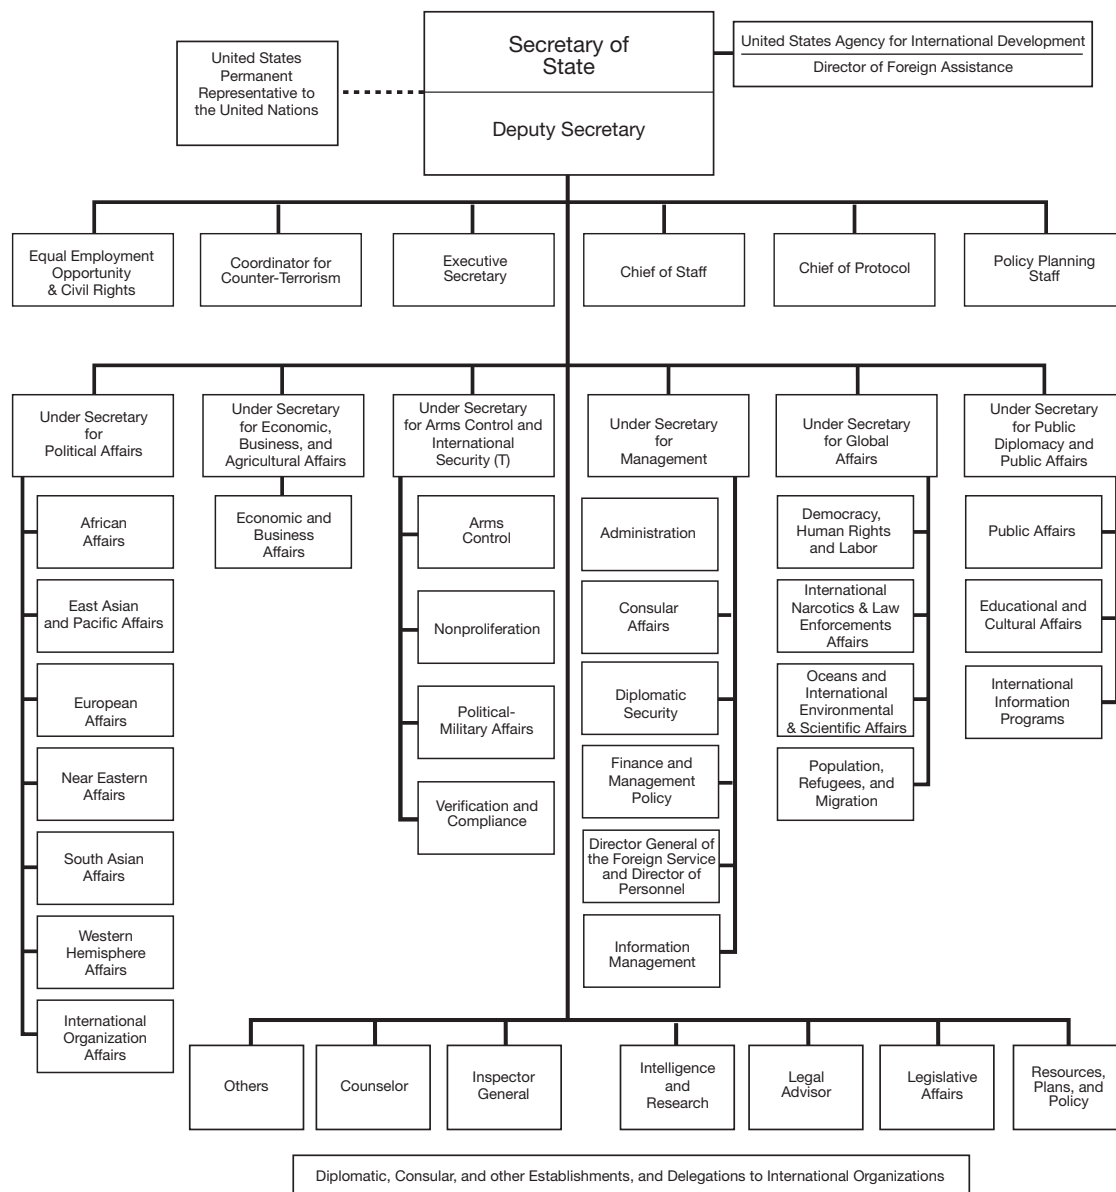 United States
Permanent
Representative to
the United Nations
Secretary of
State
Deputy Secretary
United States Agency for International Development
Director of Foreign Assistance
Equal Employment
Opportunity
& Civil Rights
Coordinator for
Counter-Terrorism
Executive
Secretary
Chief of Staff
Chief of Protocol
Policy Planning
Staff
Under Secretary
for
Political Affairs
Under Secretary
for Economic,
Business, and
Agricultural Affairs
Under Secretary
for Arms Control and
International
Security (T)
Under Secretary
for
Management
Under Secretary
for Global
Affairs
Under Secretary
for Public
Diplomacy and
Public Affairs
African
Affairs
East Asian
and Pacific Affairs
European
Affairs
Near Eastern
Affairs
South Asian
Affairs
Western
Hemisphere
Affairs
International
Organization
Affairs
Economic and
Business
Affairs
Arms
Control
Nonproliferation
Political-
Military Affairs
Verification and
Compliance
Administration
Consular
Affairs
Diplomatic
Security
Finance and
Management
Policy
Director General of
the Foreign Service
and Director of
Personnel
Information
Management
Democracy,
Human Rights
and Labor
International
Narcotics & Law
Enforcements
Affairs
Oceans and
International
Environmental
& Scientific Affairs
Population,
Refugees, and
Migration
Public Affairs
Educational and
Cultural Affairs
International
Information
Programs
Others
Counselor
Inspector
General
Intelligence
and
Research
Legal
Advisor
Legislative
Affairs
Resources,
Plans, and
Policy
Diplomatic, Consular, and other Establishments, and Delegations to International Organizations